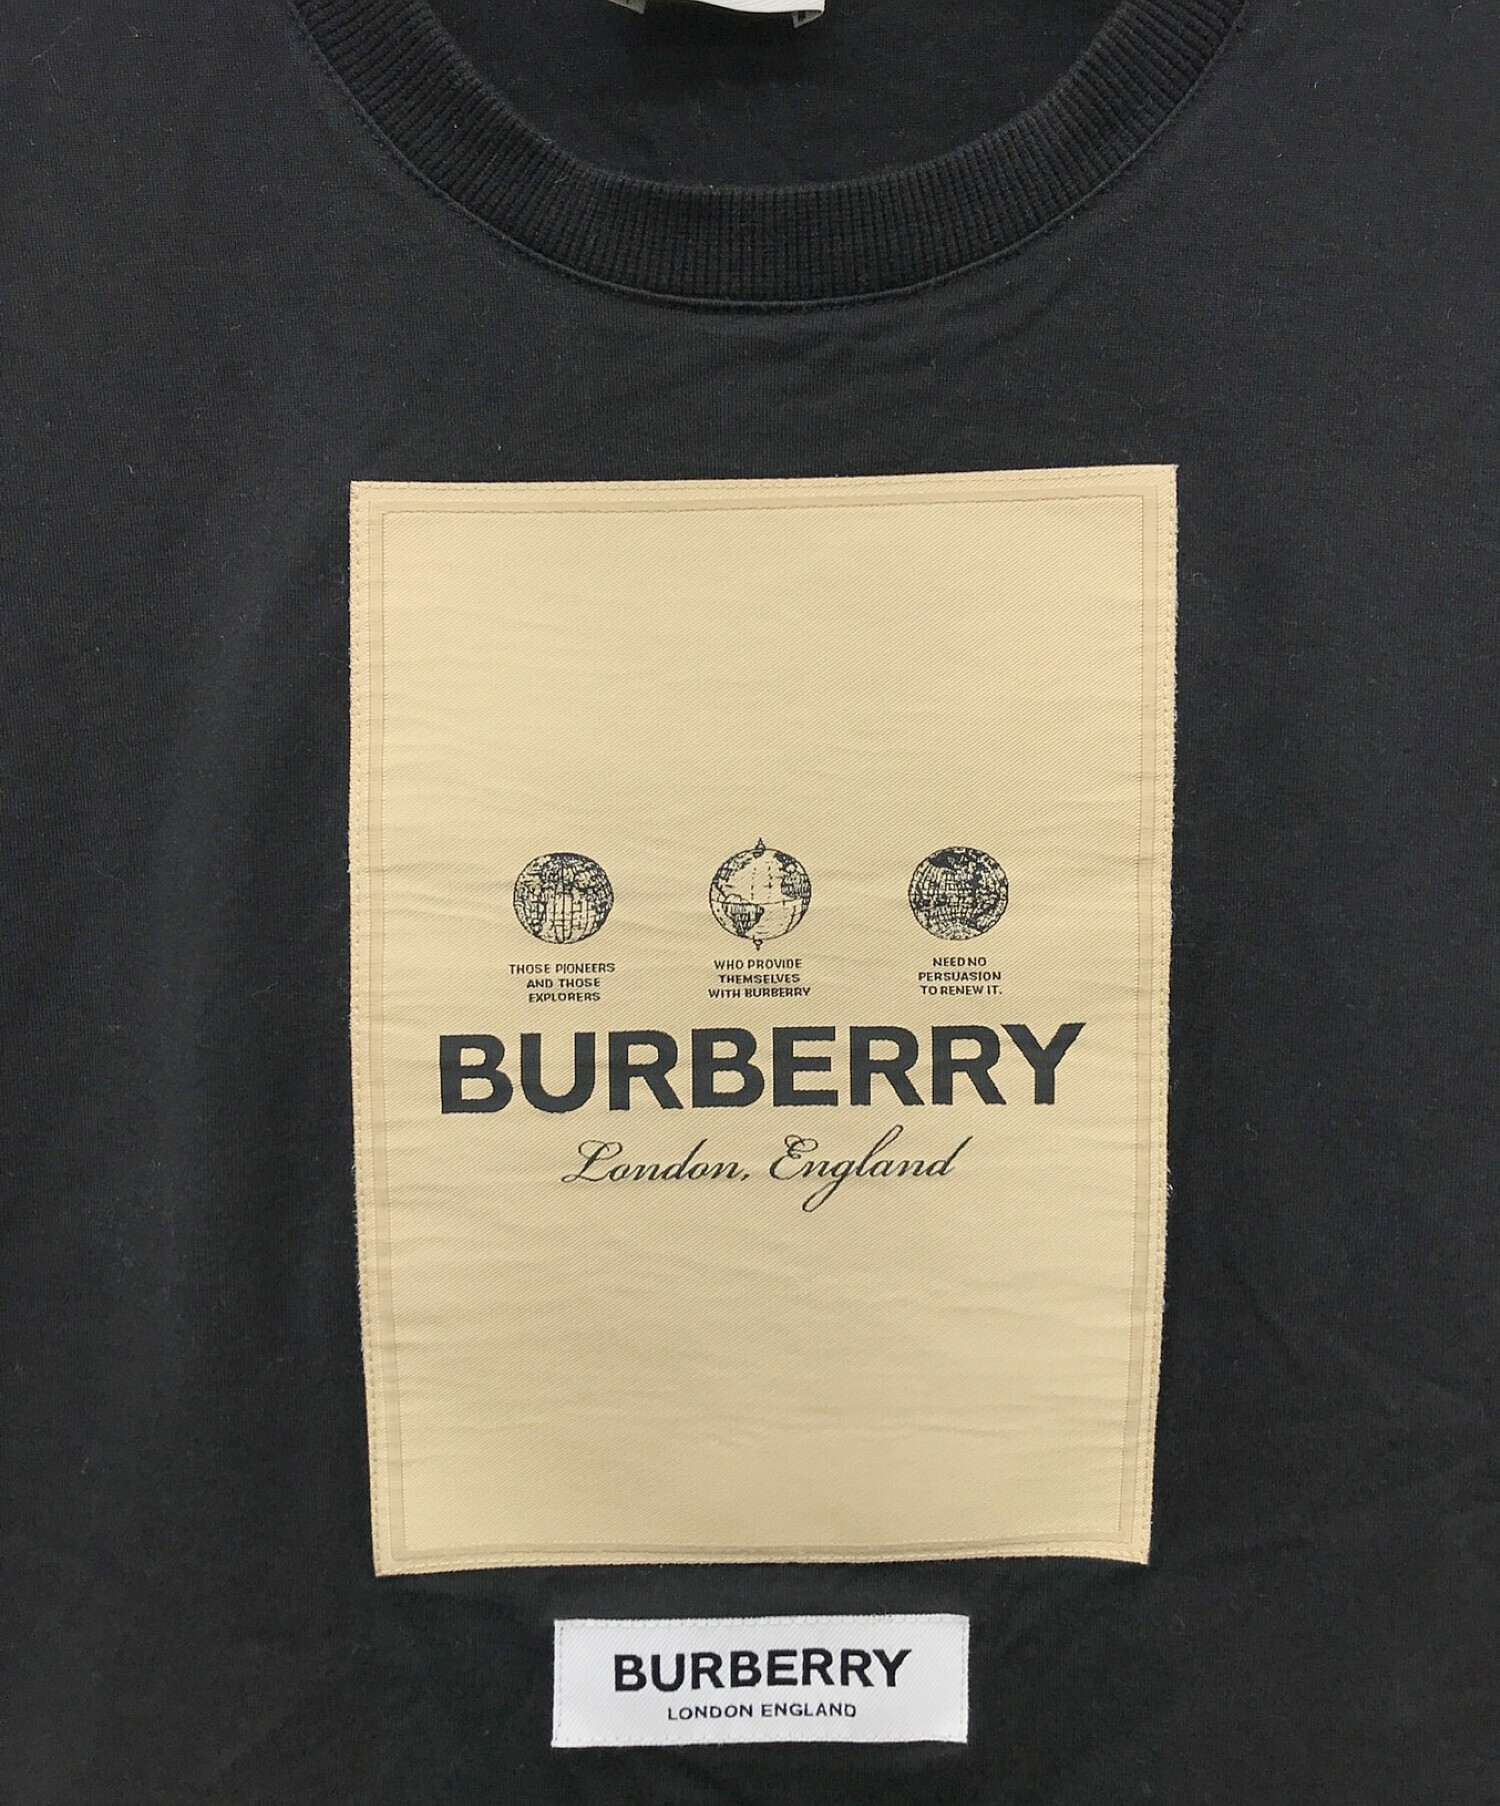 THOSE PIONEERS
AND THOSE
EXPLORERS
WHO PROVIDE
THEMSELVES
WITH BURBERRY
NEED NO
PERSUASION
TO RENEW IT.
BURBERRY
London, England
BURBERRY
LONDON ENGLAND